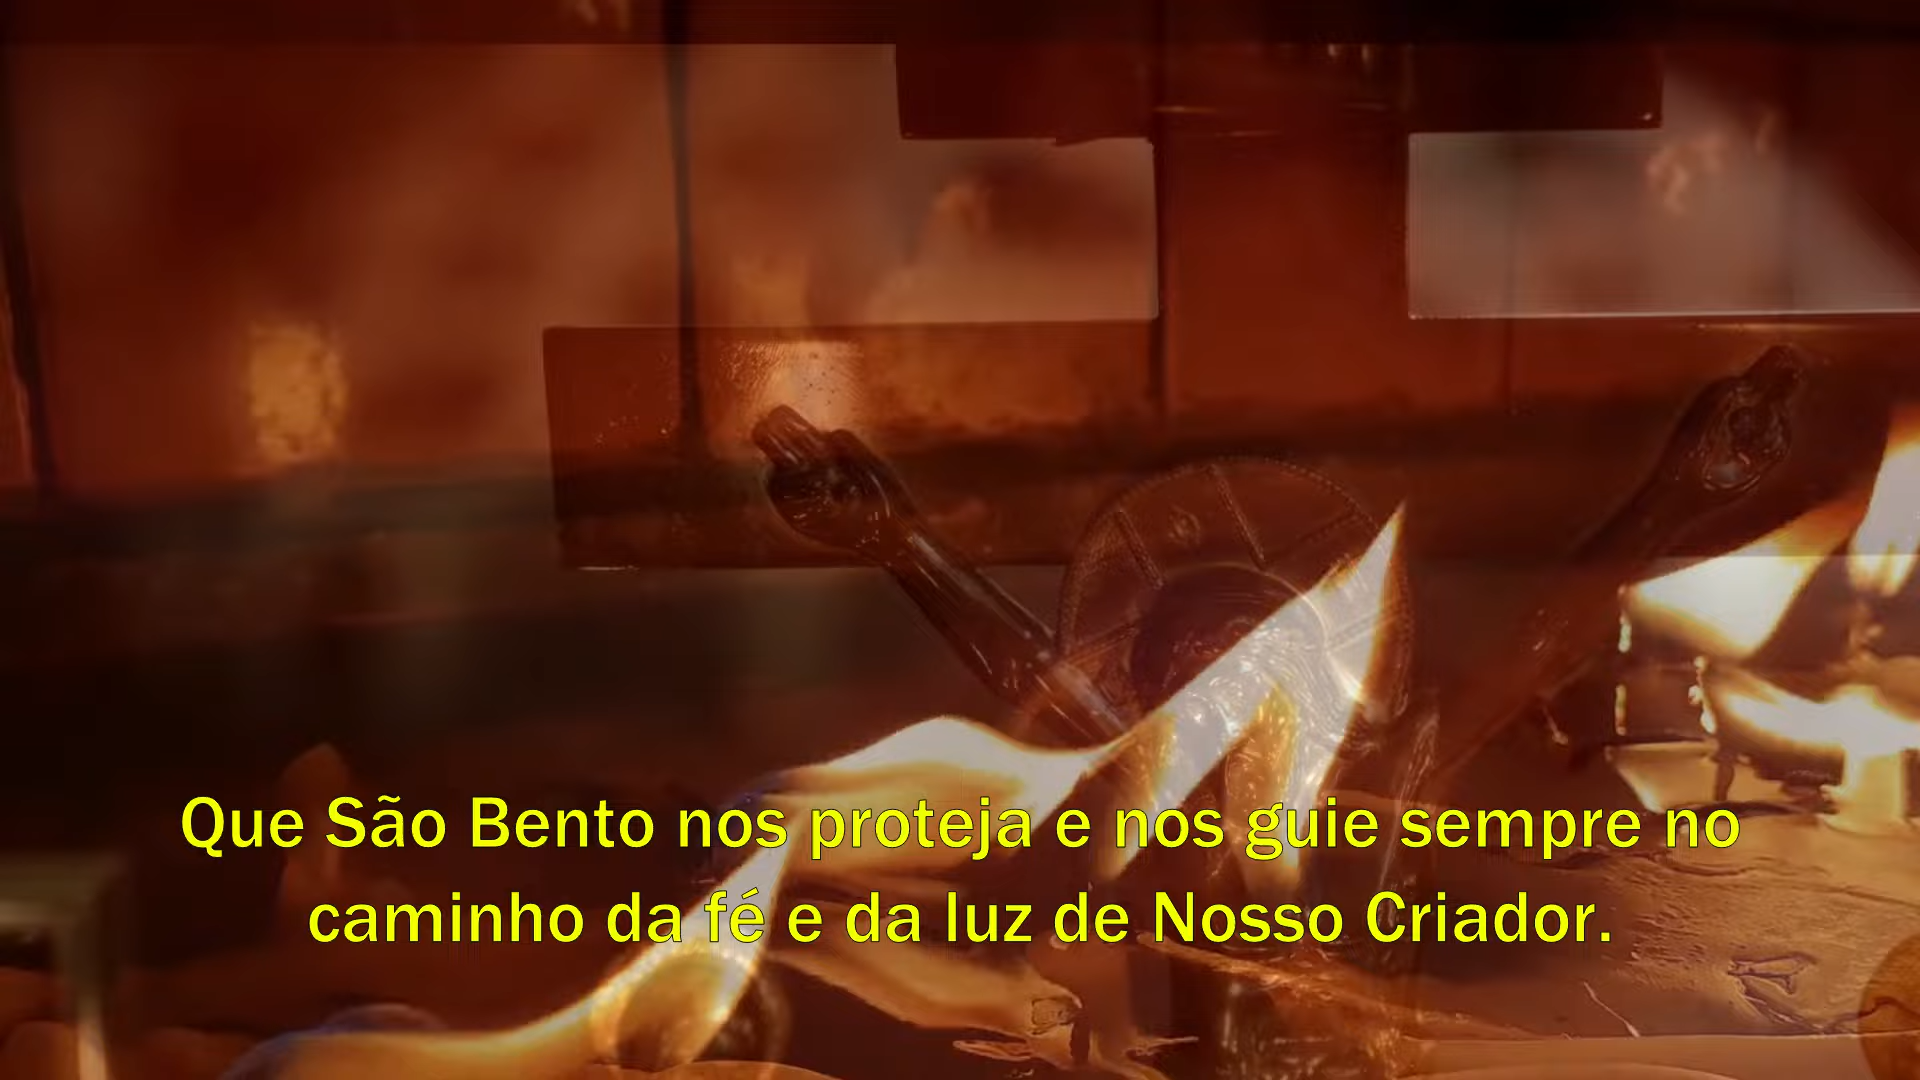 Que São Bento nos proteja e nos guie sempre no
caminho da fé e da luz de Nosso Criador.